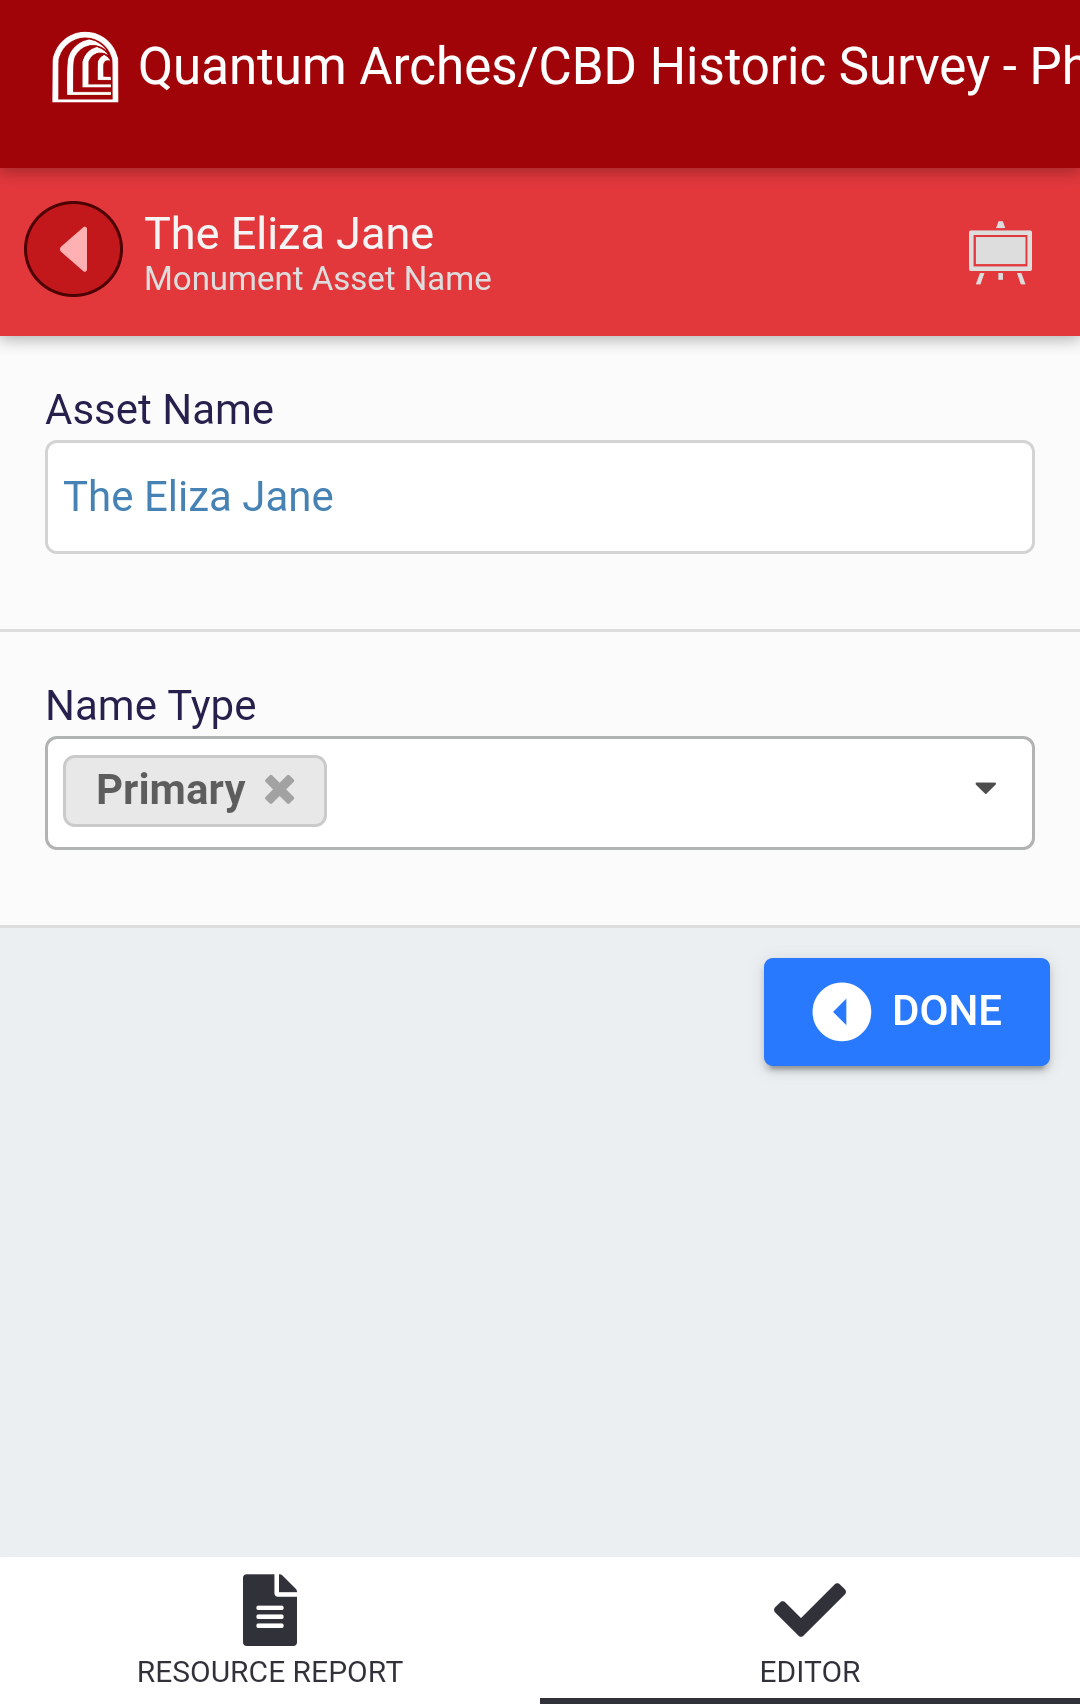 Quantum Arches/CBD Historic Survey - Ph
The Eliza Jane
Monument Asset Name
Asset Name
The Eliza Jane
Name Type
Primary
DONE
RESOURCE REPORT
EDITOR